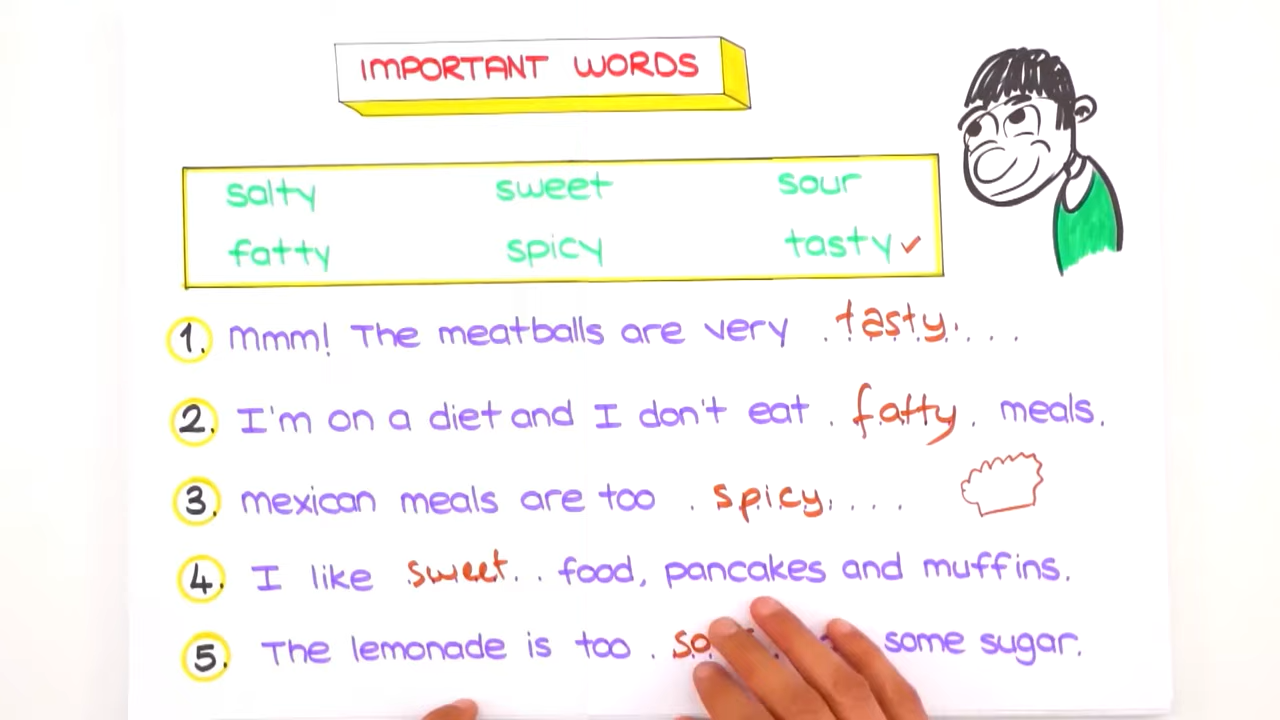 IMPORTANT WORDS
salty sweet sour
fatty spicy tasty ✓
1. Mmm! The meatballs are very tasty....
2. I'm on a diet and I don't eat . fatty . meals.
3. mexican meals are too . spicy....
4. I like sweet.. food, pancakes and muffins.
5. The lemonade is too . some sugar.